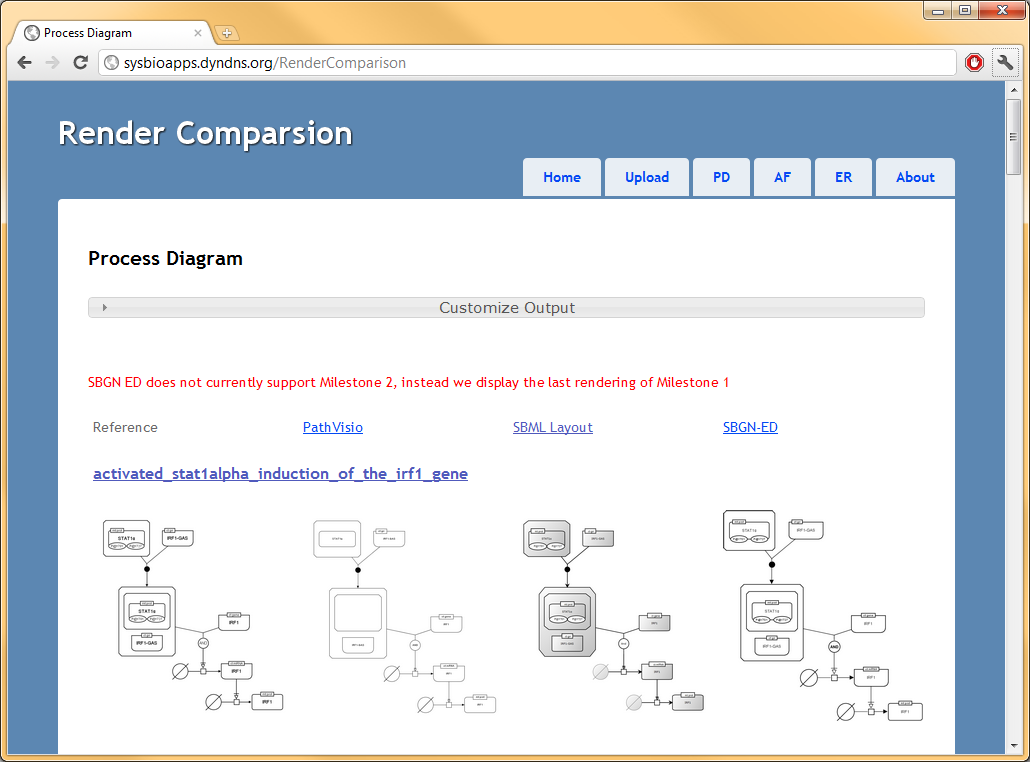 Process Diagram
sysbioapps.dyndns.org/RenderComparison
Render Comparsion
Home Upload PD AF ER About
Process Diagram
Customize Output
SBGN ED does not currently support Milestone 2, instead we display the last rendering of Milestone 1
Reference PathVisio SBML Layout SBGN-ED
activated_stat1alpha_induction_of_the_irf1_gene
STAT1α IRF1-GAS STAT1α IRF1-GAS STAT1α IRF1-GAS STAT1α IRF1-GAS
STAT1α STAT1α STAT1α
IRF1 IRF1 IRF1 IRF1
IRF1-GAS IRF1-GAS IRF1-GAS IRF1-GAS
AND AND AND AND
IRF1 IRF1 IRF1 IRF1
IRF1 IRF1 IRF1 IRF1